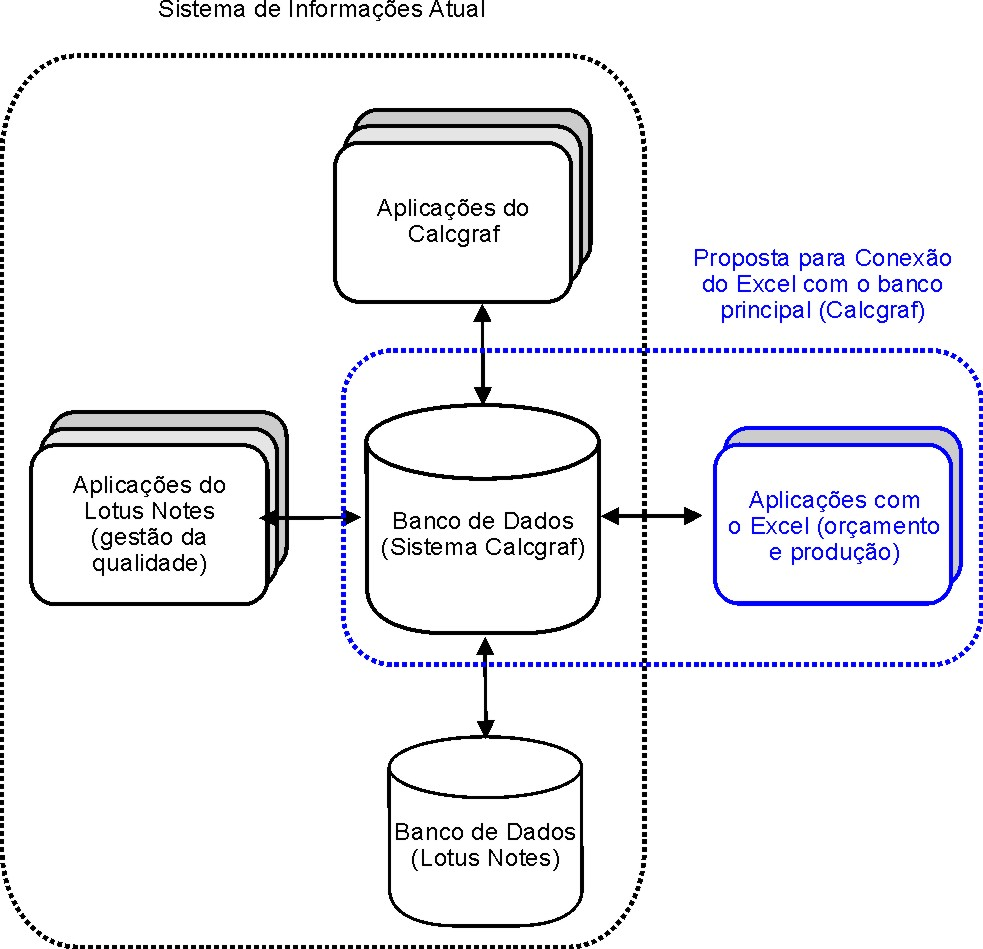 Sistema de Informações Atual
Aplicações do
Calcgraf
Proposta para Conexão
do Excel com o banco
principal (Calcgraf)
Aplicações do
Lotus Notes
(gestão da
qualidade)
Banco de Dados
(Sistema Calcgraf)
Aplicações com
o Excel (orçamento
e produção)
Banco de Dados
(Lotus Notes)